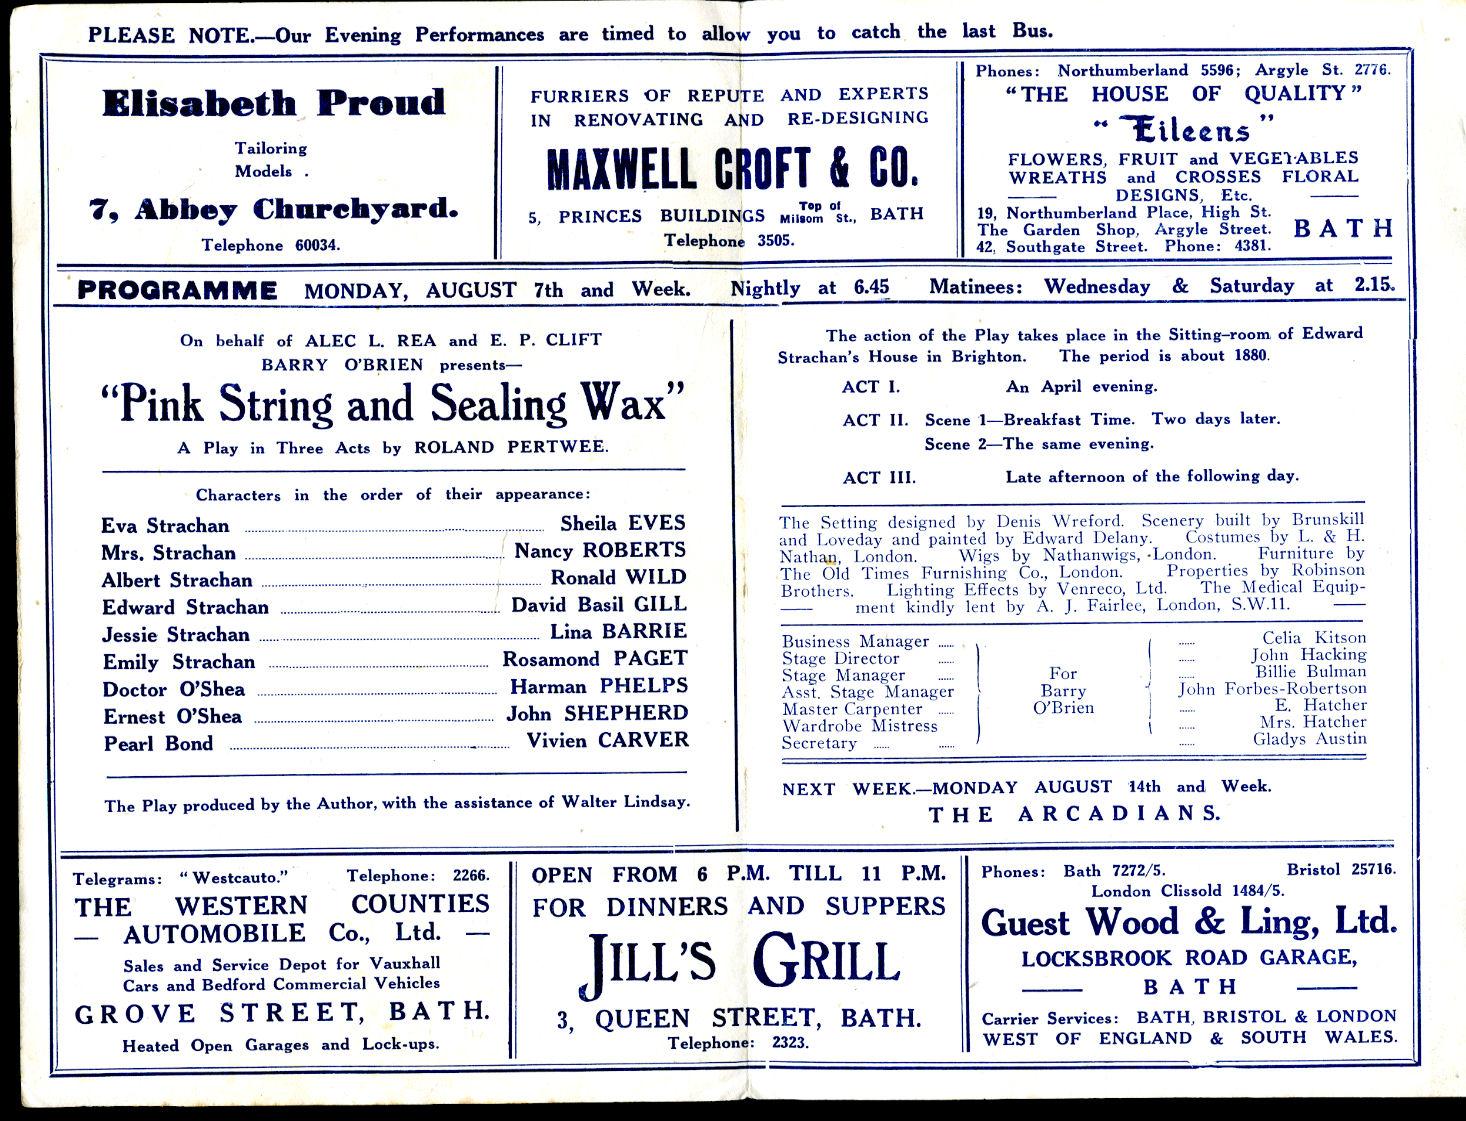 PLEASE NOTE.—Our Evening Performances are timed to allow you to catch the last Bus.
Elisabeth Proud
Tailoring
Models .
7, Abbey Churchyard.
Telephone 60034.
FURRIERS OF REPUTE AND EXPERTS
IN RENOVATING AND RE-DESIGNING
MAXWELL CROFT & CO.
5, PRINCES BUILDINGS Top of Milsom St., BATH
Telephone 3505.
Phones: Northumberland 5596; Argyle St. 2776.
"THE HOUSE OF QUALITY"
"Eileens"
FLOWERS, FRUIT and VEGETABLES
WREATHS and CROSSES FLORAL
DESIGNS, Etc.
19, Northumberland Place, High St.
The Garden Shop, Argyle Street.
42, Southgate Street. Phone: 4381.
BATH
PROGRAMME MONDAY, AUGUST 7th and Week. Nightly at 6.45 Matinees: Wednesday & Saturday at 2.15.
On behalf of ALEC L. REA and E. P. CLIFT
BARRY O'BRIEN presents—
"Pink String and Sealing Wax"
A Play in Three Acts by ROLAND PERTWEE.
Characters in the order of their appearance:
Eva Strachan ........ Sheila EVES
Mrs. Strachan ........ Nancy ROBERTS
Albert Strachan ........ Ronald WILD
Edward Strachan ........ David Basil GILL
Jessie Strachan ........ Lina BARRIE
Emily Strachan ........ Rosamond PAGET
Doctor O'Shea ........ Harman PHELPS
Ernest O'Shea ........ John SHEPHERD
Pearl Bond ........ Vivien CARVER
The Play produced by the Author, with the assistance of Walter Lindsay.
The action of the Play takes place in the Sitting-room of Edward
Strachan's House in Brighton. The period is about 1880.
ACT I. An April evening.
ACT II. Scene 1—Breakfast Time. Two days later.
Scene 2—The same evening.
ACT III. Late afternoon of the following day.
The Setting designed by Denis Wreford. Scenery built by Brunskill
and Loveday and painted by Edward Delany. Costumes by L. & H.
Nathan, London. Wigs by Nathanwigs, London. Furniture by
The Old Times Furnishing Co., London. Properties by Robinson
Brothers. Lighting Effects by Venreco, Ltd. The Medical Equip-
ment kindly lent by A. J. Fairlee, London, S.W.11.
Business Manager ..... Celia Kitson
Stage Director ..... John Hacking
Stage Manager ..... For ..... Billie Bulman
Asst. Stage Manager Barry John Forbes-Robertson
Master Carpenter ..... O'Brien ..... E. Hatcher
Wardrobe Mistress ..... Mrs. Hatcher
Secretary ..... ..... Gladys Austin
NEXT WEEK.—MONDAY AUGUST 14th and Week.
THE ARCADIANS.
Telegrams: "Westcauto." Telephone: 2266.
THE WESTERN COUNTIES
— AUTOMOBILE Co., Ltd. —
Sales and Service Depot for Vauxhall
Cars and Bedford Commercial Vehicles
GROVE STREET, BATH.
Heated Open Garages and Lock-ups.
OPEN FROM 6 P.M. TILL 11 P.M.
FOR DINNERS AND SUPPERS
JILL'S GRILL
3, QUEEN STREET, BATH.
Telephone: 2323.
Phones: Bath 7272/5. Bristol 25716.
London Clissold 1484/5.
Guest Wood & Ling, Ltd.
LOCKSBROOK ROAD GARAGE,
BATH
Carrier Services: BATH, BRISTOL & LONDON
WEST OF ENGLAND & SOUTH WALES.